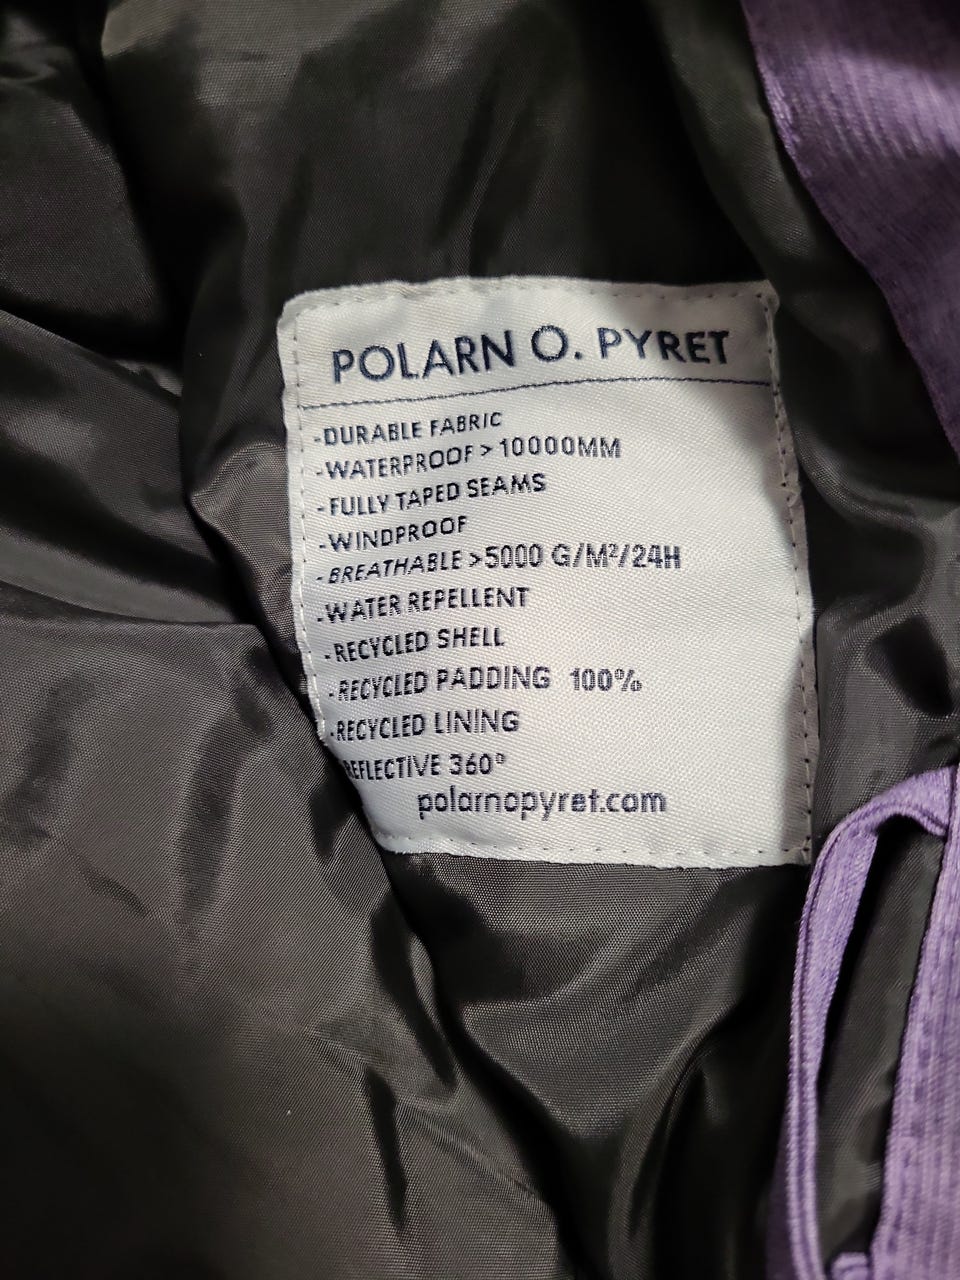 POLARN O. PYRET
-DURABLE FABRIC
-WATERPROOF > 10000MM
-FULLY TAPED SEAMS
-WINDPROOF
-BREATHABLE >5000 G/M²/24H
-WATER REPELLENT
-RECYCLED SHELL
-RECYCLED PADDING 100%
-RECYCLED LINING
REFLECTIVE 360°
polarnopyret.com